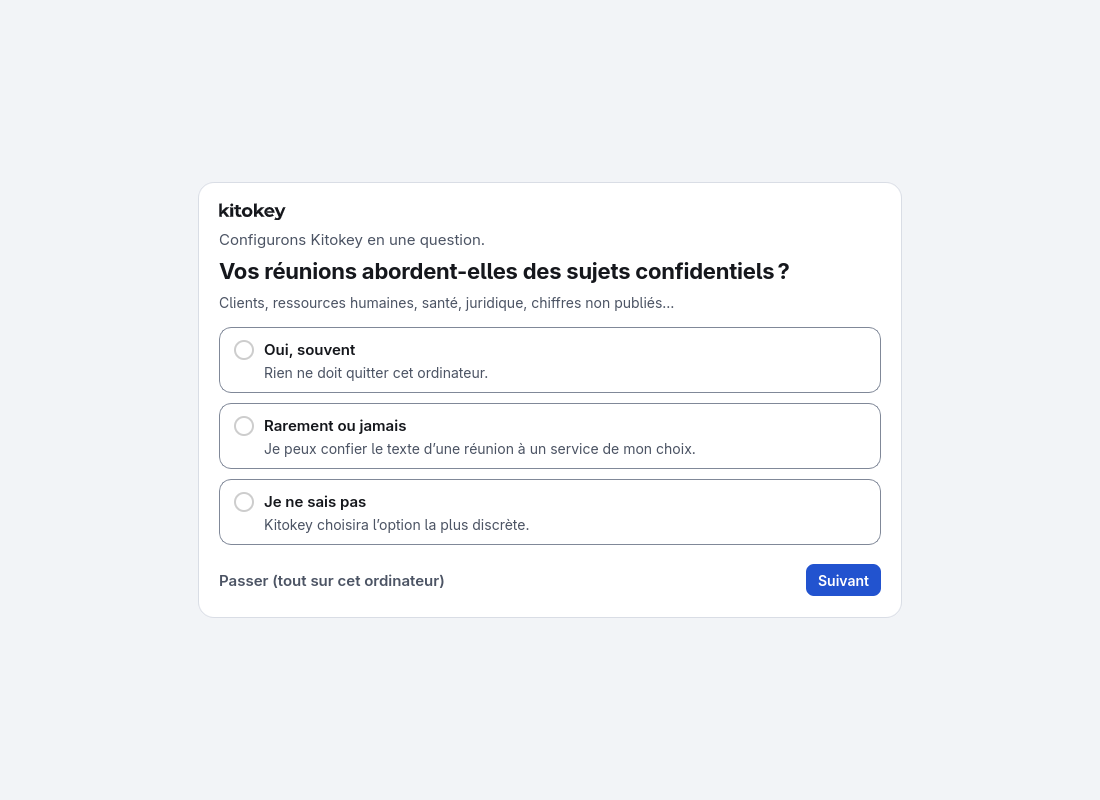 kitokey
Configurons Kitokey en une question.
Vos réunions abordent-elles des sujets confidentiels ?
Clients, ressources humaines, santé, juridique, chiffres non publiés…
Oui, souvent
Rien ne doit quitter cet ordinateur.
Rarement ou jamais
Je peux confier le texte d’une réunion à un service de mon choix.
Je ne sais pas
Kitokey choisira l’option la plus discrète.
Passer (tout sur cet ordinateur)
Suivant